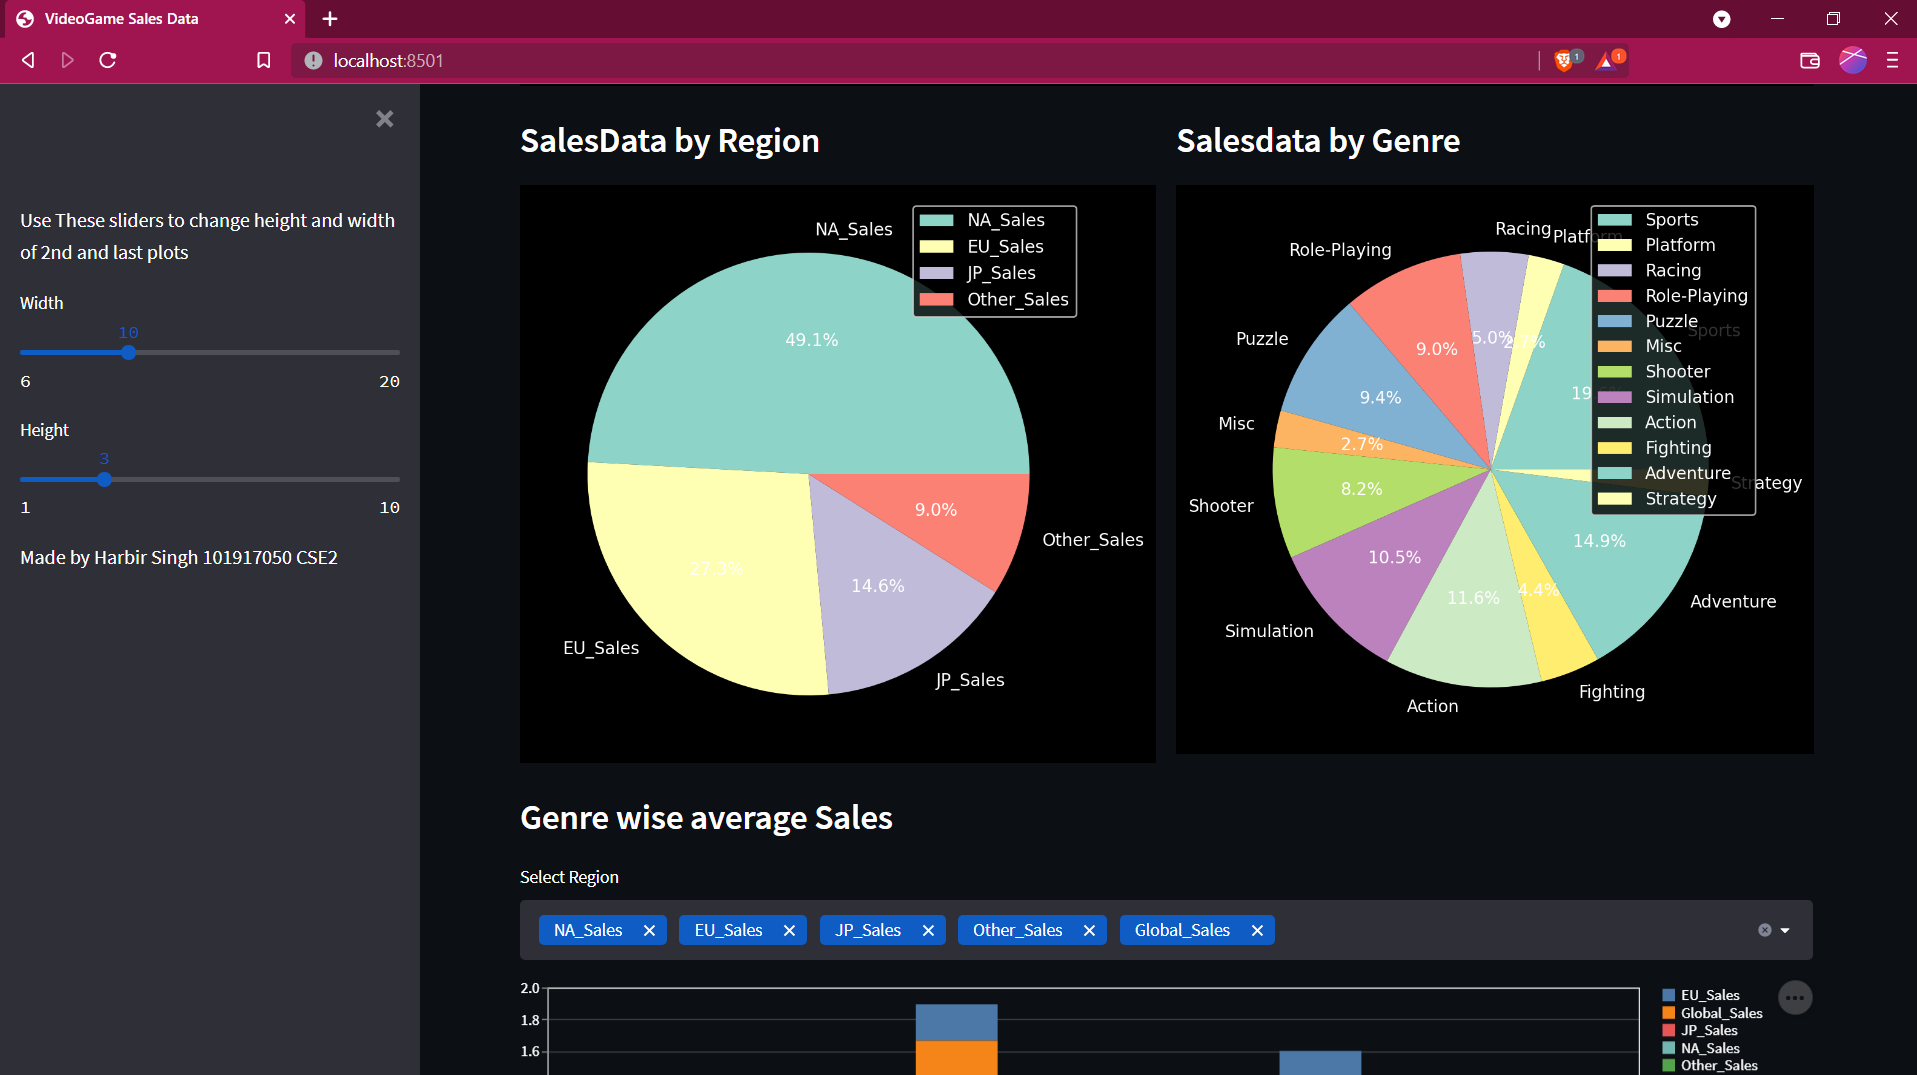 VideoGame Sales Data
localhost:8501
1
1
Use These sliders to change height and width
of 2nd and last plots
Width
10
6 20
Height
3
1 10
Made by Harbir Singh 101917050 CSE2
SalesData by Region
NA_Sales
EU_Sales
JP_Sales
Other_Sales
NA_Sales
49.1%
27.3%
14.6%
9.0%
Other_Sales
EU_Sales
JP_Sales
Salesdata by Genre
Sports
Platform
Racing
Role-Playing
Puzzle
Misc
Shooter
Simulation
Action
Fighting
Adventure
Strategy
Racing
Platform
Role-Playing
Sports
Puzzle
5.0%
2.7%
9.0%
9.4%
Misc
2.7%
Strategy
8.2%
Shooter
14.9%
10.5%
4.4%
11.6%
Adventure
Simulation
Fighting
Action
Genre wise average Sales
Select Region
NA_Sales EU_Sales JP_Sales Other_Sales Global_Sales
2.0
1.8
1.6
EU_Sales
Global_Sales
JP_Sales
NA_Sales
Other_Sales